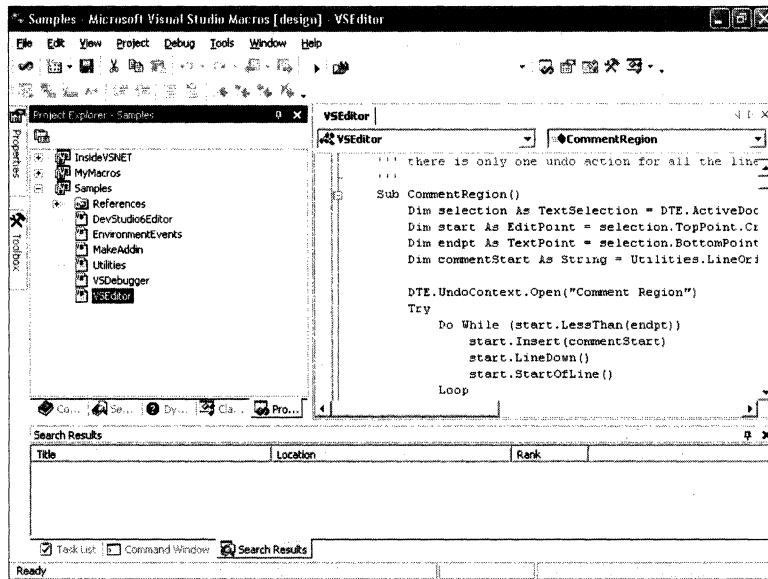 Samples - Microsoft Visual Studio Macros [design] - VSEditor
File Edit View Project Debug Tools Window Help
Project Explorer - Samples
Properties
Toolbox
InsideVSNET
MyMacros
Samples
References
DevStudio6Editor
EnvironmentEvents
MakeAddin
Utilities
VSDebugger
VSEditor
Co... Se... Dy... Cla... Pro...
VSEditor
VSEditor CommentRegion
''' there is only one undo action for all the line
'''
Sub CommentRegion()
Dim selection As TextSelection = DTE.ActiveDoc
Dim start As EditPoint = selection.TopPoint.Cr
Dim endpt As TextPoint = selection.BottomPoint
Dim commentStart As String = Utilities.LineOri
DTE.UndoContext.Open("Comment Region")
Try
Do While (start.LessThan(endpt))
start.Insert(commentStart)
start.LineDown()
start.StartOfLine()
Loop
Search Results
Title Location Rank
Task List Command Window Search Results
Ready